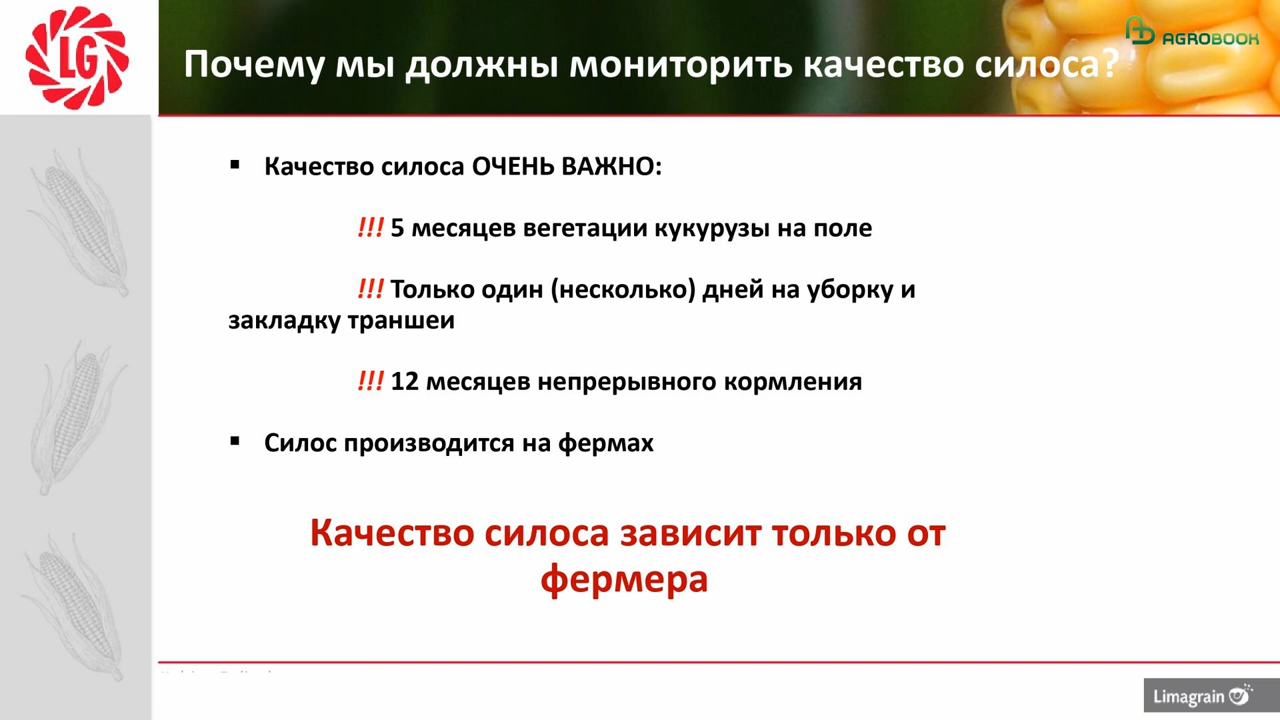 LG
AGROBOOK
Почему мы должны мониторить качество силоса?
▪ Качество силоса ОЧЕНЬ ВАЖНО:
!!! 5 месяцев вегетации кукурузы на поле
!!! Только один (несколько) дней на уборку и
закладку траншеи
!!! 12 месяцев непрерывного кормления
▪ Силос производится на фермах
Качество силоса зависит только от
фермера
Limagrain